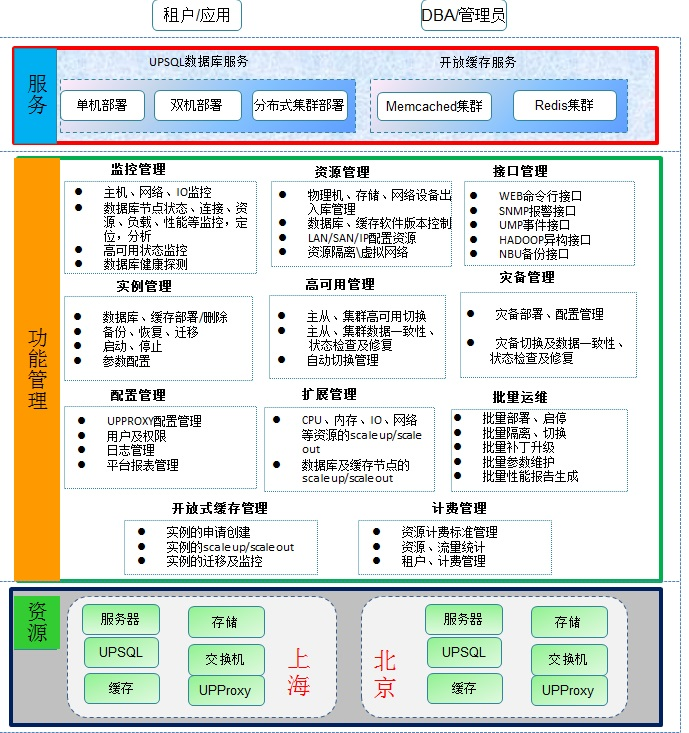 租户/应用
DBA/管理员
服务
UPSQL数据库服务
开放缓存服务
单机部署
双机部署
分布式集群部署
Memcached集群
Redis集群
功能管理
监控管理
主机、网络、IO监控
数据库节点状态、连接、资
源、负载、性能等监控，定
位，分析
高可用状态监控
数据库健康探测
资源管理
物理机、存储、网络设备出
入库管理
数据库、缓存软件版本控制
LAN/SAN/IP配置资源
资源隔离\虚拟网络
接口管理
WEB命令行接口
SNMP报警接口
UMP事件接口
HADOOP异构接口
NBU备份接口
实例管理
数据库、缓存部署/删除
备份、恢复、迁移
启动、停止
参数配置
高可用管理
主从、集群高可用切换
主从、集群数据一致性、
状态检查及修复
自动切换管理
灾备管理
灾备部署、配置管理
灾备切换及数据一致性、
状态检查及修复
配置管理
UPPROXY配置管理
用户及权限
日志管理
平台报表管理
扩展管理
CPU、内存、IO、网络
等资源的scaleup/scale
out
数据库及缓存节点的
scaleup/scaleout
批量运维
批量部署、启停
批量隔离、切换
批量补丁升级
批量参数维护
批量性能报告生成
开放式缓存管理
实例的申请创建
实例的scaleup/scaleout
实例的迁移及监控
计费管理
资源计费标准管理
资源、流量统计
租户、计费管理
资源
服务器
存储
UPSQL
交换机
缓存
UPProxy
上海
北京
服务器
存储
UPSQL
交换机
缓存
UPProxy